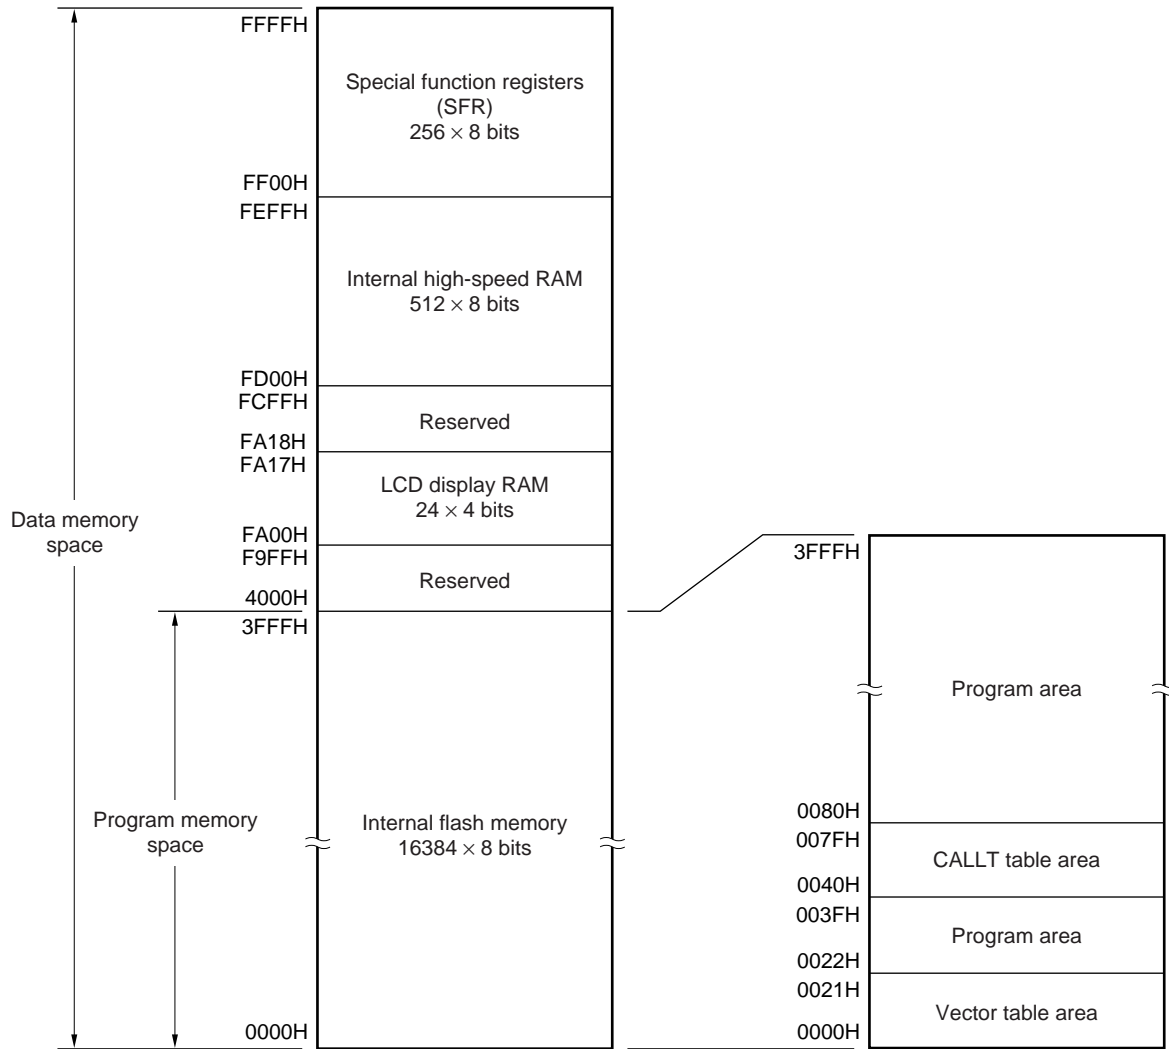 FFFFH
Special function registers
(SFR)
256 × 8 bits
FF00H
FEFFH
Internal high-speed RAM
512 × 8 bits
FD00H
FCFFH
Reserved
FA18H
FA17H
LCD display RAM
24 × 4 bits
Data memory
space
FA00H
F9FFH
Reserved
4000H
3FFFH
Program memory
space
Internal flash memory
16384 × 8 bits
0000H
3FFFH
Program area
0080H
007FH
CALLT table area
0040H
003FH
Program area
0022H
0021H
Vector table area
0000H